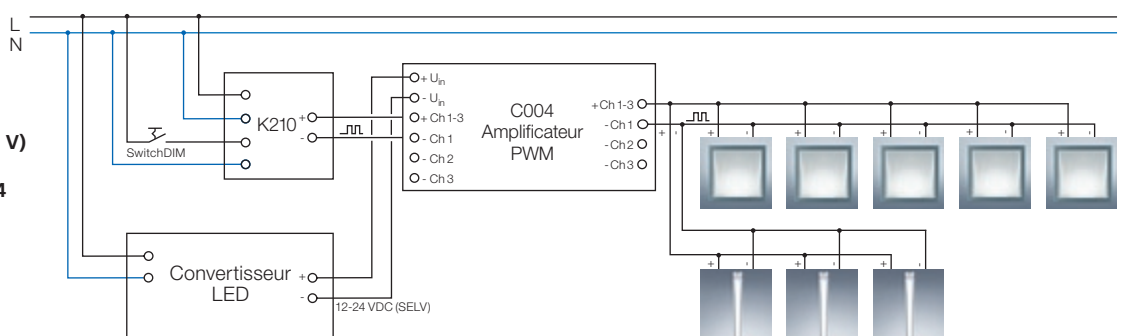 L
N
V)
4
SwitchDIM
K210
+
-
+ Uin
- Uin
+ Ch 1-3
- Ch 1
- Ch 2
- Ch 3
C004
Amplificateur
PWM
+Ch 1-3
-Ch 1
-Ch 2
-Ch 3
+ -
+ -
+ -
+ -
+ -
+ -
Convertisseur
LED
+
-
12-24 VDC (SELV)
+ -
+ -
+ -